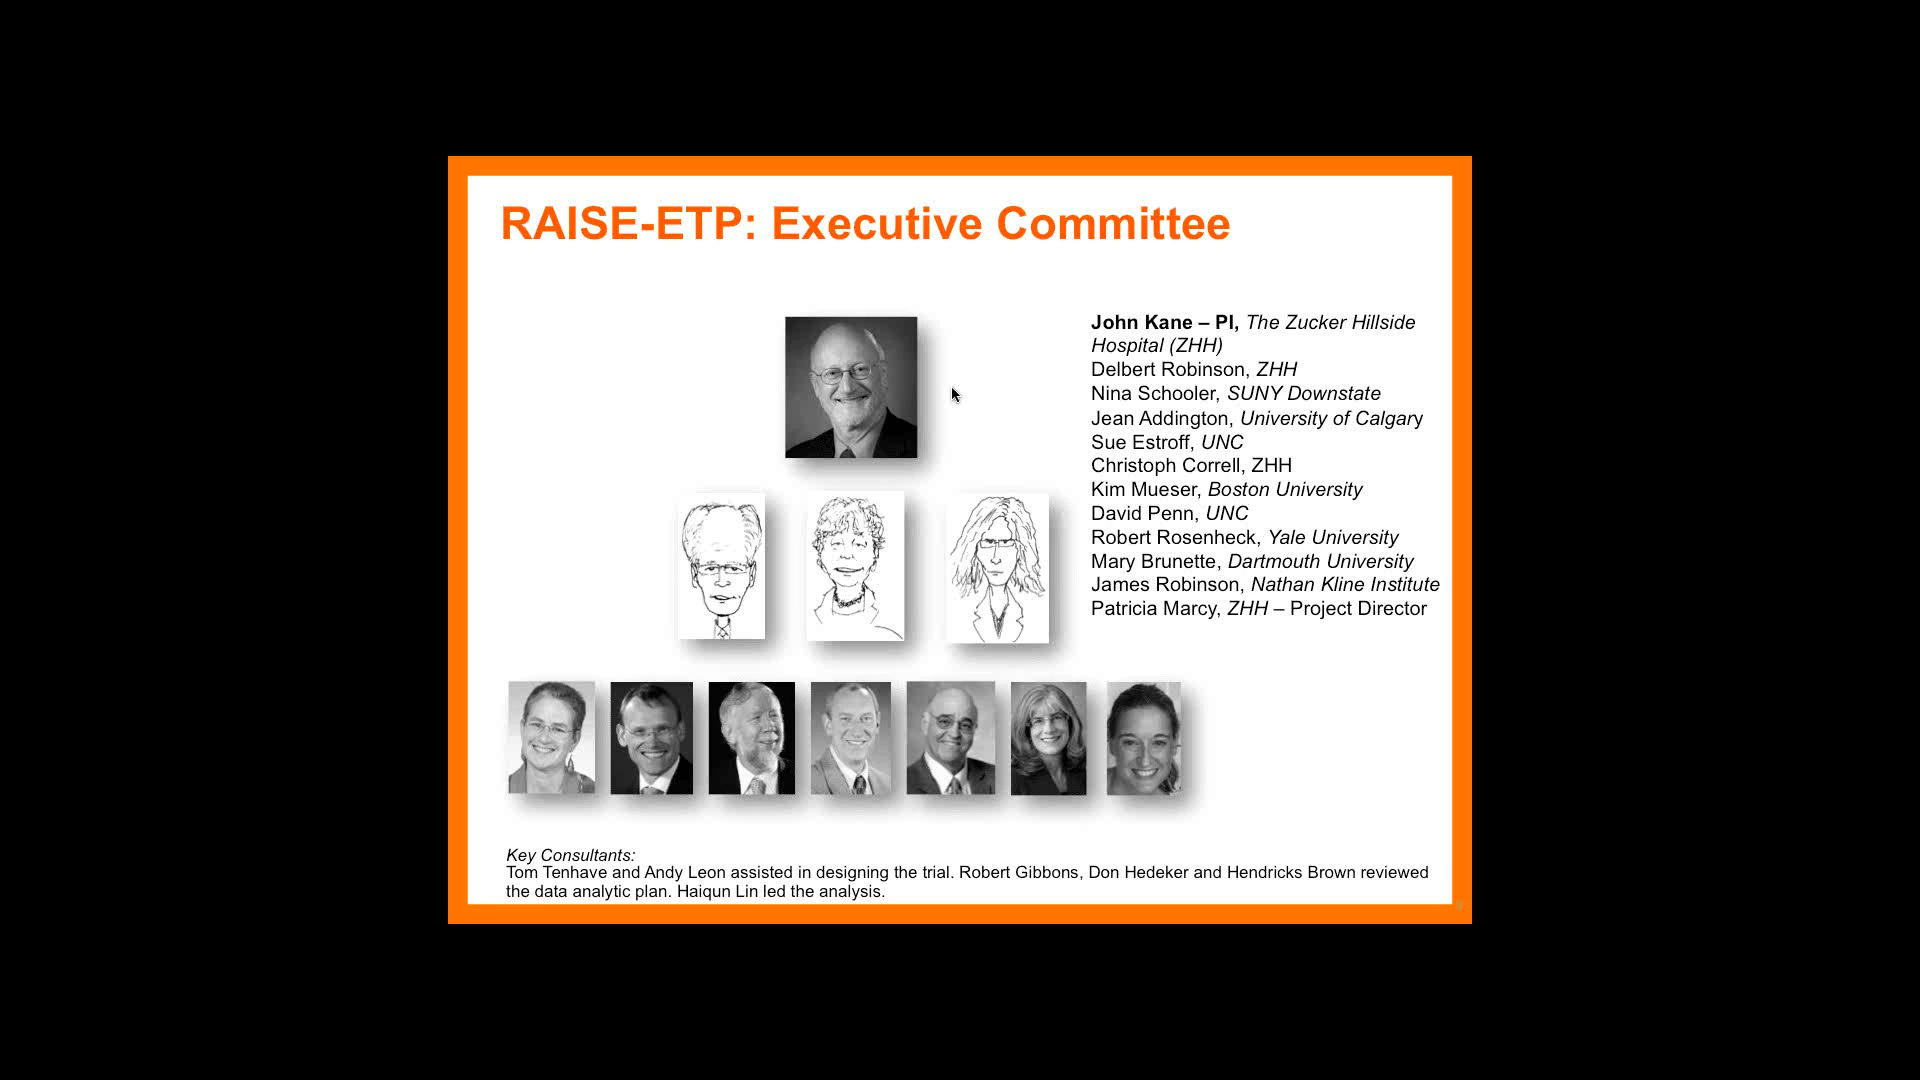 RAISE-ETP: Executive Committee
John Kane – PI, The Zucker Hillside
Hospital (ZHH)
Delbert Robinson, ZHH
Nina Schooler, SUNY Downstate
Jean Addington, University of Calgary
Sue Estroff, UNC
Christoph Correll, ZHH
Kim Mueser, Boston University
David Penn, UNC
Robert Rosenheck, Yale University
Mary Brunette, Dartmouth University
James Robinson, Nathan Kline Institute
Patricia Marcy, ZHH – Project Director
Key Consultants:
Tom Tenhave and Andy Leon assisted in designing the trial. Robert Gibbons, Don Hedeker and Hendricks Brown reviewed
the data analytic plan. Haiqun Lin led the analysis.